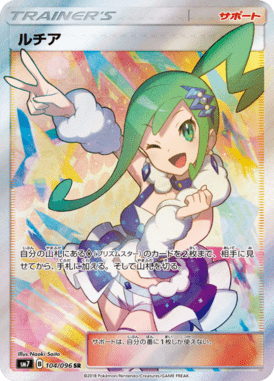 TRAINER'S
サポート
ルチア
自分の山札にある◇(プリズムスター)のカードを2枚まで、相手に見
せてから、手札に加える。そして山札を切る。
サポートは、自分の番に1枚しか使えない。
Illus. Naoki Saito
sm7 104/096 SR
©2018 Pokémon/Nintendo/Creatures/GAME FREAK